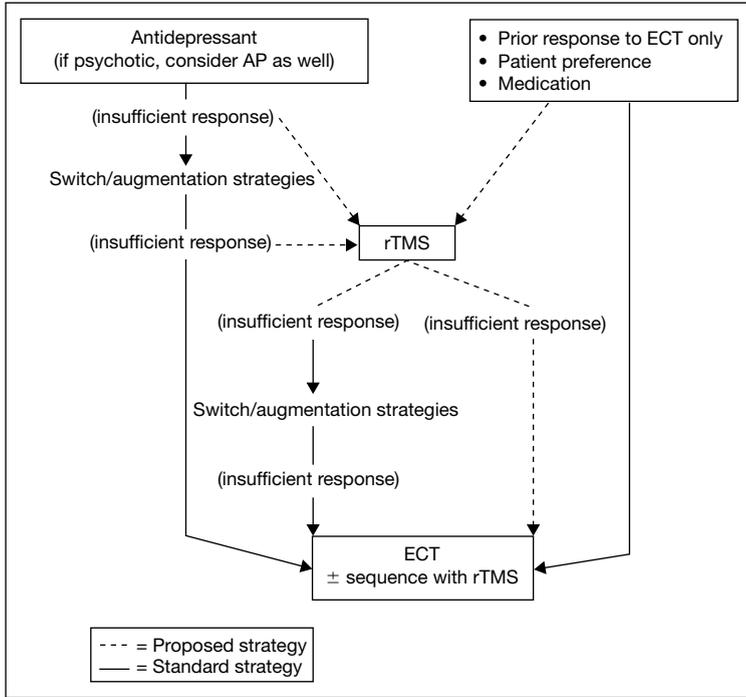 Antidepressant
(if psychotic, consider AP as well)
• Prior response to ECT only
• Patient preference
• Medication
(insufficient response)
Switch/augmentation strategies
(insufficient response)
rTMS
(insufficient response)
(insufficient response)
Switch/augmentation strategies
(insufficient response)
ECT
± sequence with rTMS
= Proposed strategy
= Standard strategy